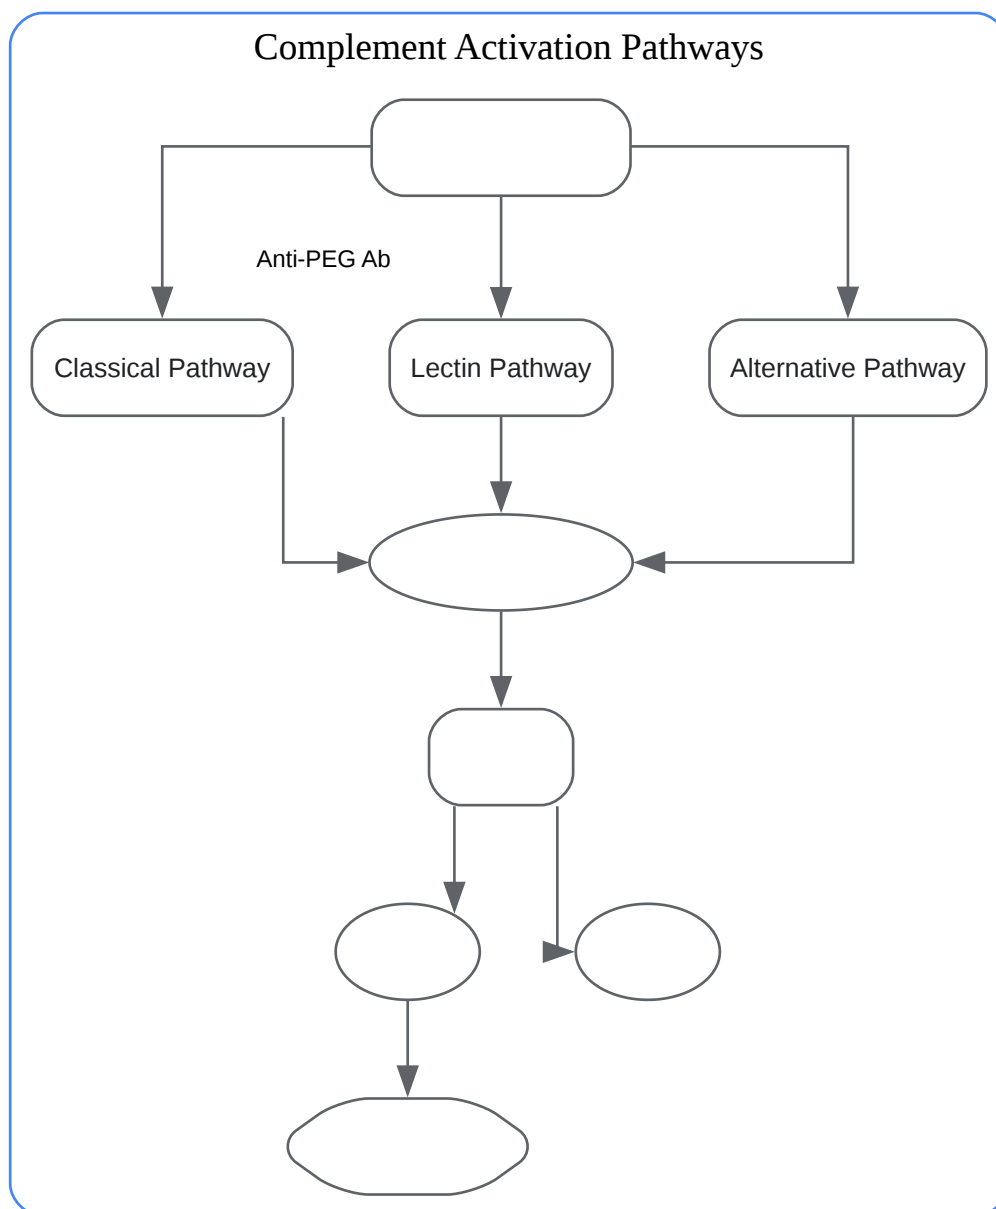 Complement Activation Pathways
Anti-PEG Ab
Classical Pathway
Lectin Pathway
Alternative Pathway